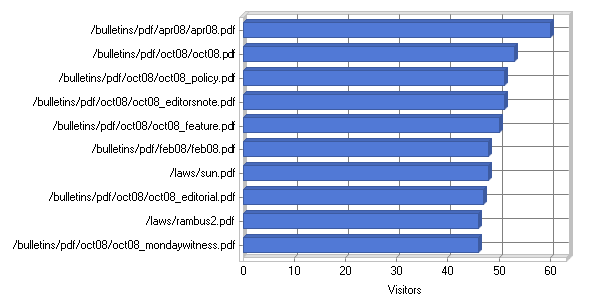 /bulletins/pdf/apr08/apr08.pdf
/bulletins/pdf/oct08/oct08.pdf
/bulletins/pdf/oct08/oct08_policy.pdf
/bulletins/pdf/oct08/oct08_editorsnote.pdf
/bulletins/pdf/oct08/oct08_feature.pdf
/bulletins/pdf/feb08/feb08.pdf
/laws/sun.pdf
/bulletins/pdf/oct08/oct08_editorial.pdf
/laws/rambus2.pdf
/bulletins/pdf/oct08/oct08_mondaywitness.pdf
0 10 20 30 40 50 60
Visitors